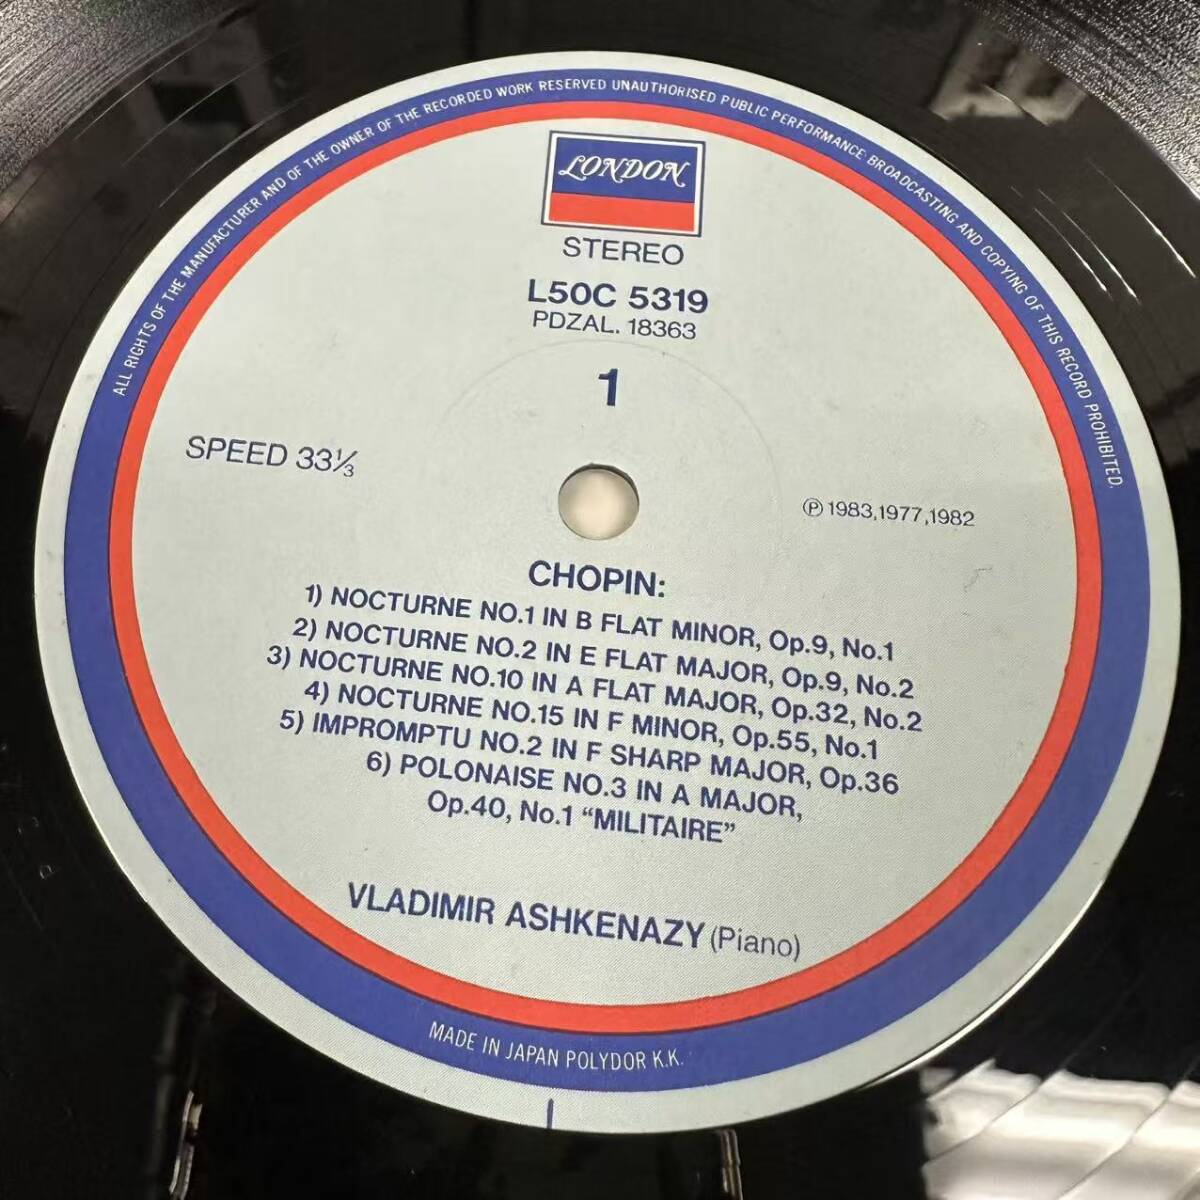 ALL RIGHTS OF THE MANUFACTURER AND OF THE OWNER OF THE RECORDED WORK RESERVED UNAUTHORISED PUBLIC PERFORMANCE BROADCASTING AND COPYING OF THIS RECORD PROHIBITED.
LONDON
STEREO
L50C 5319
PDZAL. 18363
1
SPEED 33⅓
Ⓟ 1983,1977,1982
CHOPIN:
1) NOCTURNE NO.1 IN B FLAT MINOR, Op.9, No.1
2) NOCTURNE NO.2 IN E FLAT MAJOR, Op.9, No.2
3) NOCTURNE NO.10 IN A FLAT MAJOR, Op.32, No.2
4) NOCTURNE NO.15 IN F MINOR, Op.55, No.1
5) IMPROMPTU NO.2 IN F SHARP MAJOR, Op.36
6) POLONAISE NO.3 IN A MAJOR,
Op.40, No.1 “MILITAIRE”
VLADIMIR ASHKENAZY (Piano)
MADE IN JAPAN POLYDOR K.K.